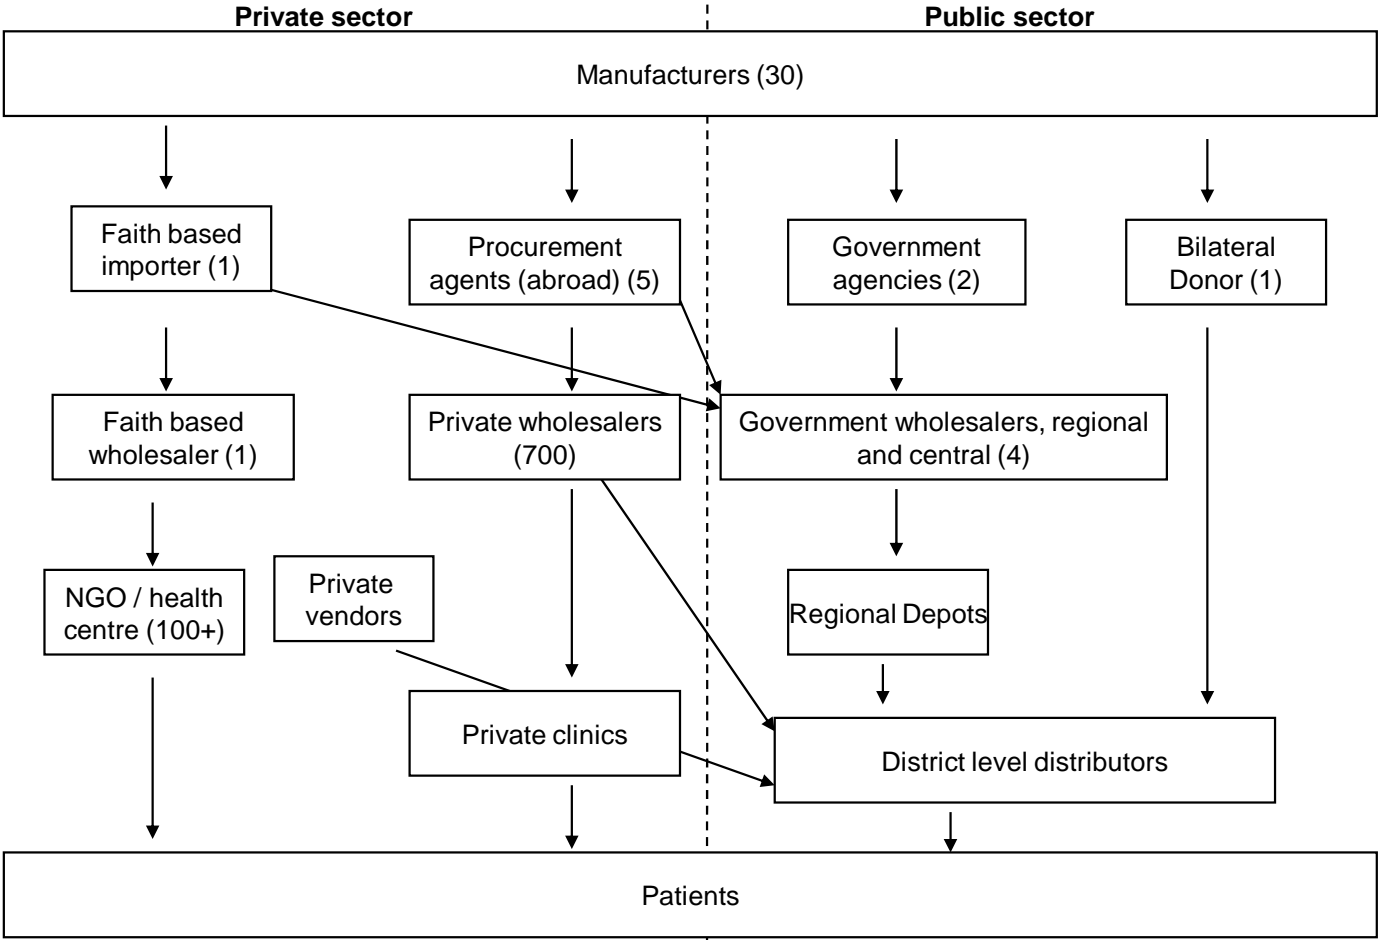 Private sector
Public sector
Manufacturers (30)
Faith based
importer (1)
Procurement
agents (abroad) (5)
Government
agencies (2)
Bilateral
Donor (1)
Faith based
wholesaler (1)
Private wholesalers
(700)
Government wholesalers, regional
and central (4)
NGO / health
centre (100+)
Private
vendors
Regional Depots
Private clinics
District level distributors
Patients